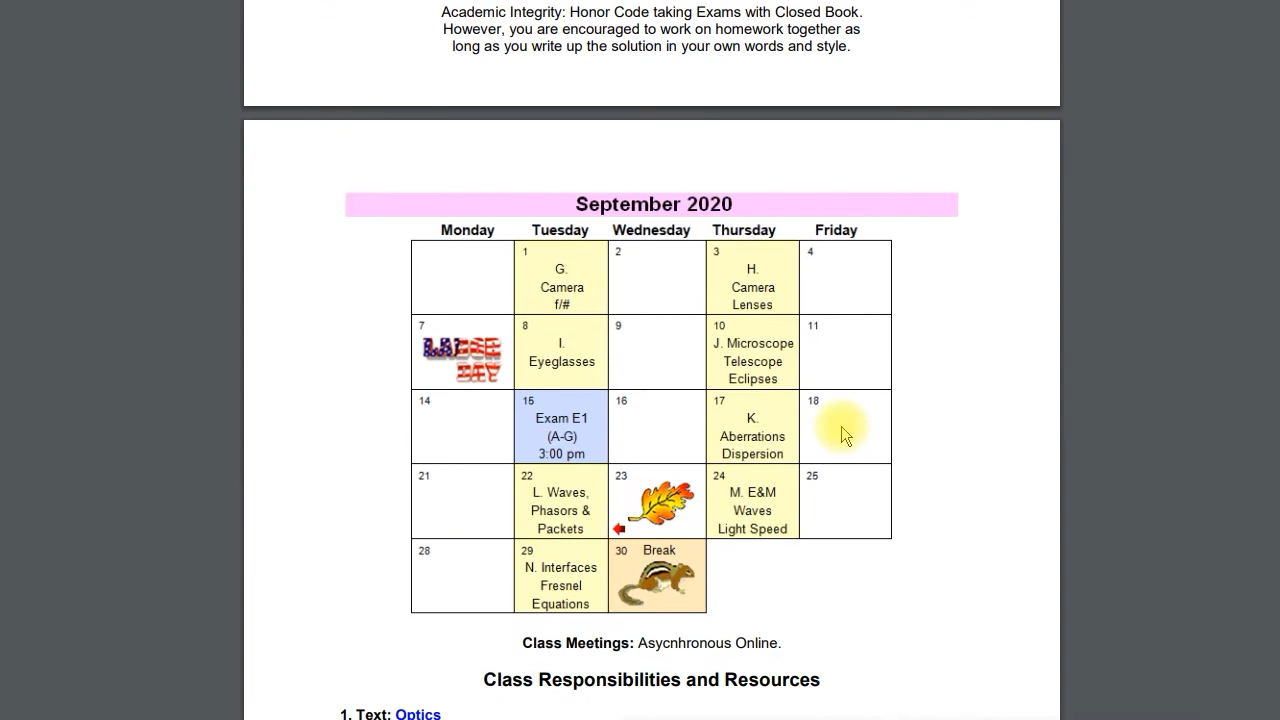 Academic Integrity: Honor Code taking Exams with Closed Book.
However, you are encouraged to work on homework together as
long as you write up the solution in your own words and style.
September 2020
Monday Tuesday Wednesday Thursday Friday
1
G.
Camera
f/#
2
3
H.
Camera
Lenses
4
7
LABOR
DAY
8
I.
Eyeglasses
9
10
J. Microscope
Telescope
Eclipses
11
14
15
Exam E1
(A-G)
3:00 pm
16
17
K.
Aberrations
Dispersion
18
21
22
L. Waves,
Phasors &
Packets
23
24
M. E&M
Waves
Light Speed
25
28
29
N. Interfaces
Fresnel
Equations
30 Break
Class Meetings: Asycnhronous Online.
Class Responsibilities and Resources
1. Text: Optics